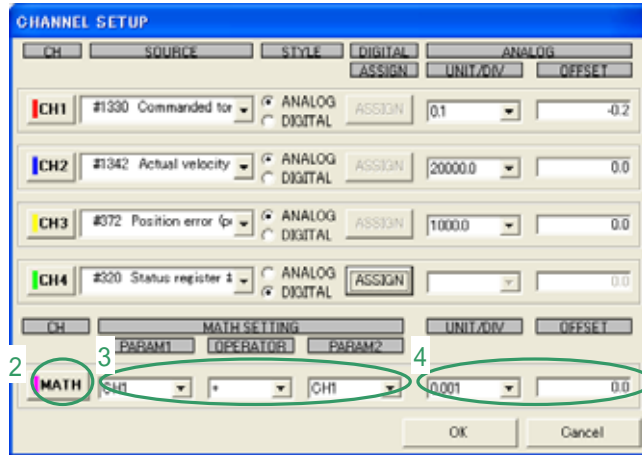 CHANNEL SETUP
CH SOURCE STYLE DIGITAL ANALOG
ASSIGN UNIT/DIV OFFSET
CH1 #1330 Commanded tor ANALOG ASSIGN 0.1 -0.2
DIGITAL
CH2 #1342 Actual velocity ANALOG ASSIGN 20000.0 0.0
DIGITAL
CH3 #372 Position error (p ANALOG ASSIGN 1000.0 0.0
DIGITAL
CH4 #320 Status register ANALOG ASSIGN 0.0
DIGITAL
CH MATH SETTING UNIT/DIV OFFSET
PARAM1 OPERATOR PARAM2
2 3 4
MATH CH1 + CH1 0.001 0.0
OK Cancel